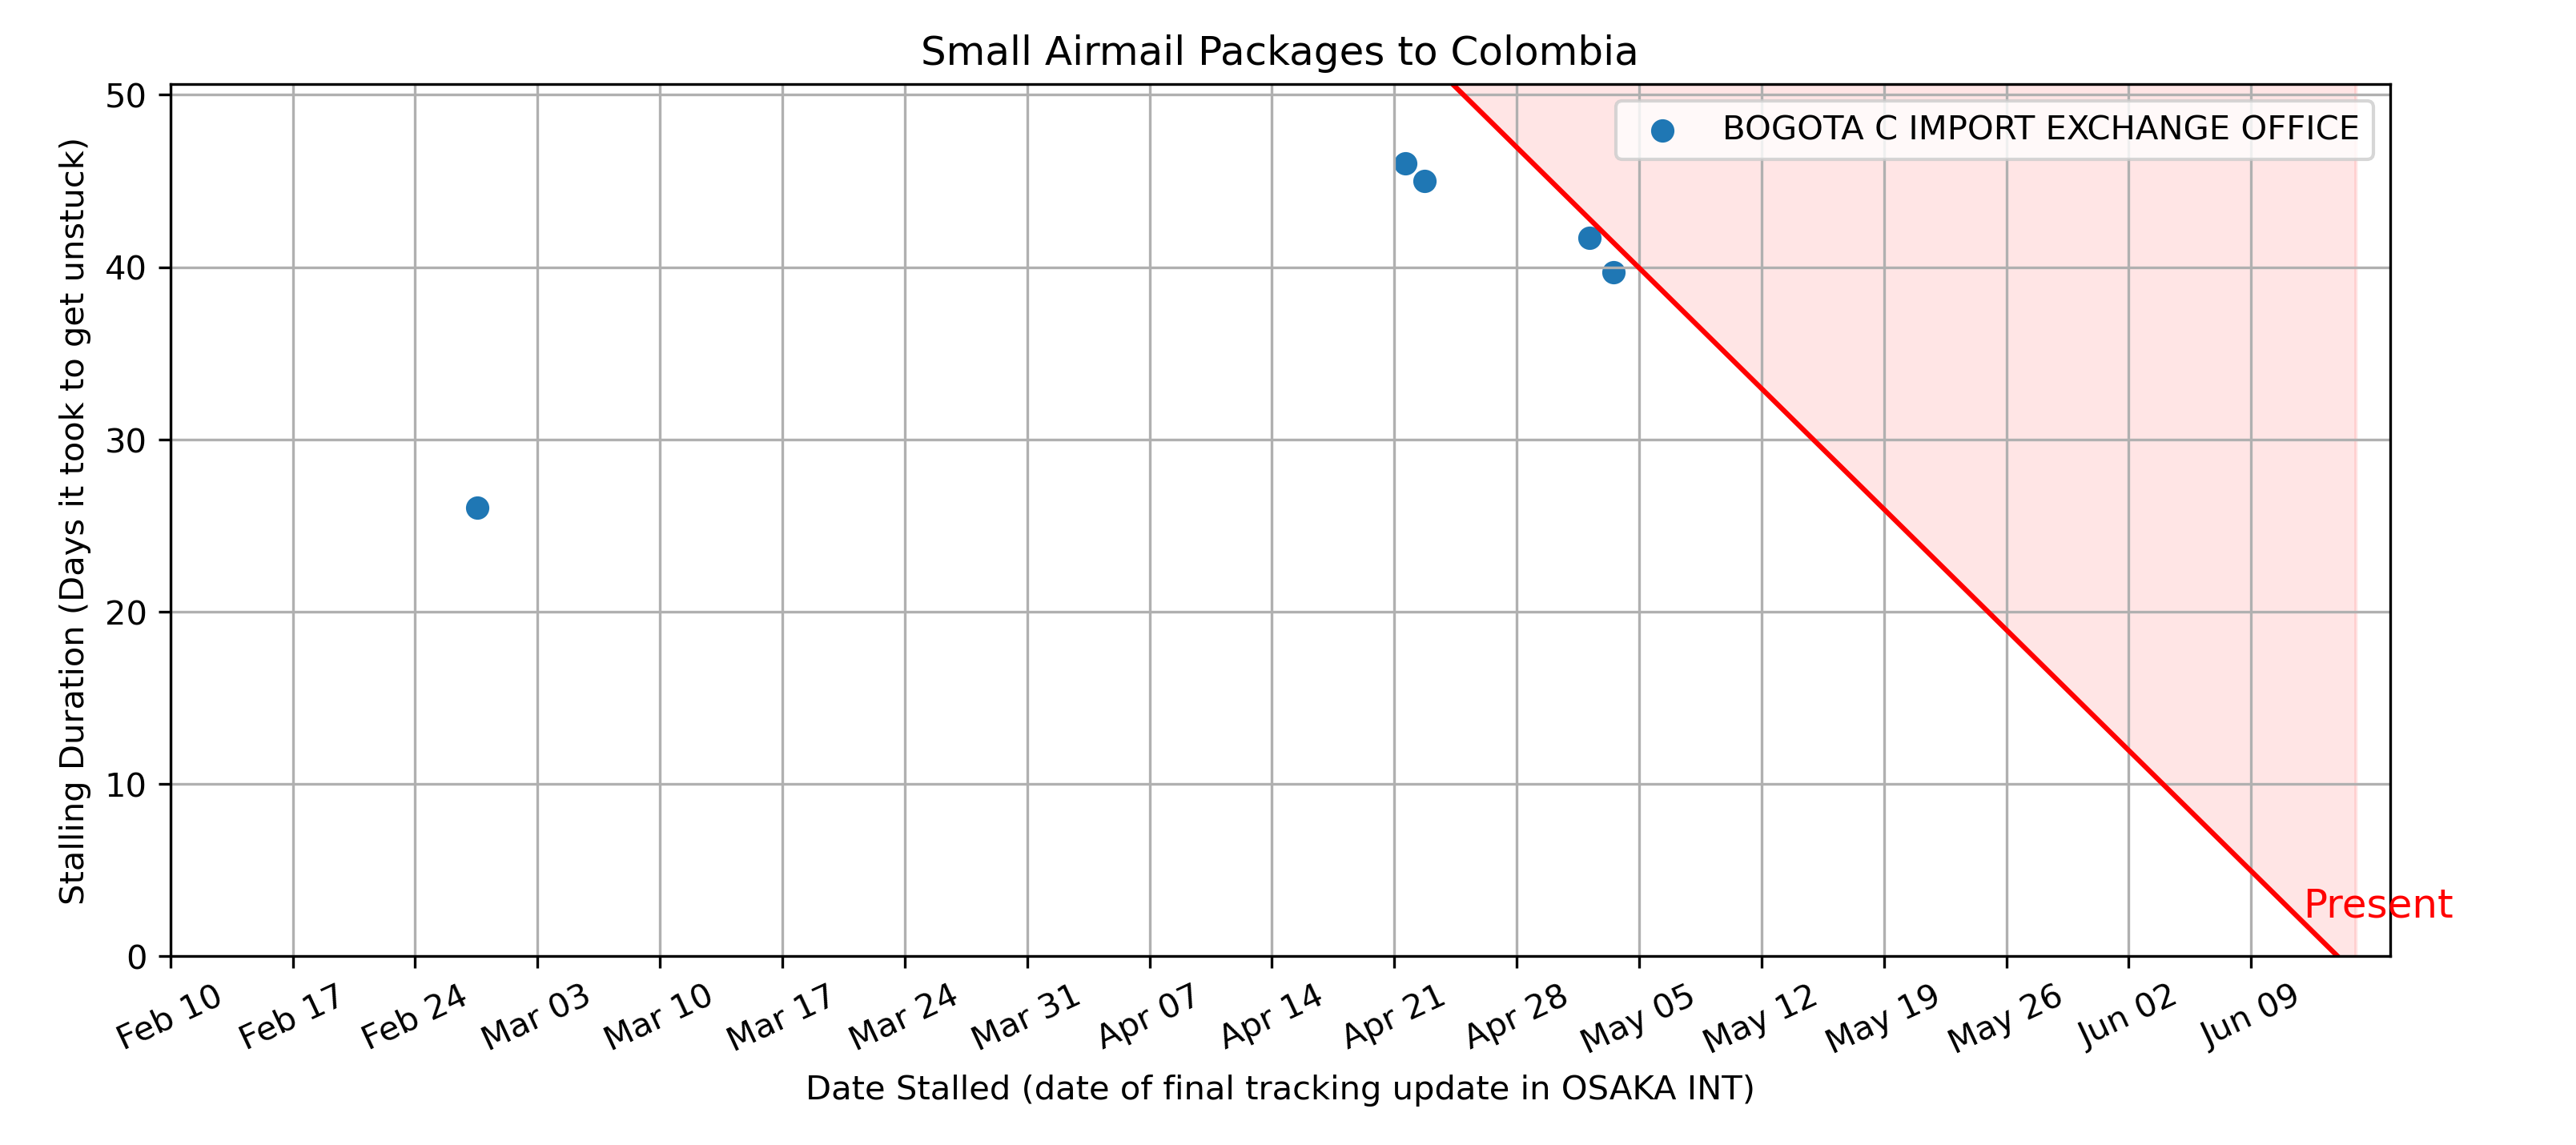 Small Airmail Packages to Colombia
BOGOTA C IMPORT EXCHANGE OFFICE
Stalling Duration (Days it took to get unstuck)
50
40
30
20
10
0
Present
Feb 10
Feb 17
Feb 24
Mar 03
Mar 10
Mar 17
Mar 24
Mar 31
Apr 07
Apr 14
Apr 21
Apr 28
May 05
May 12
May 19
May 26
Jun 02
Jun 09
Date Stalled (date of final tracking update in OSAKA INT)